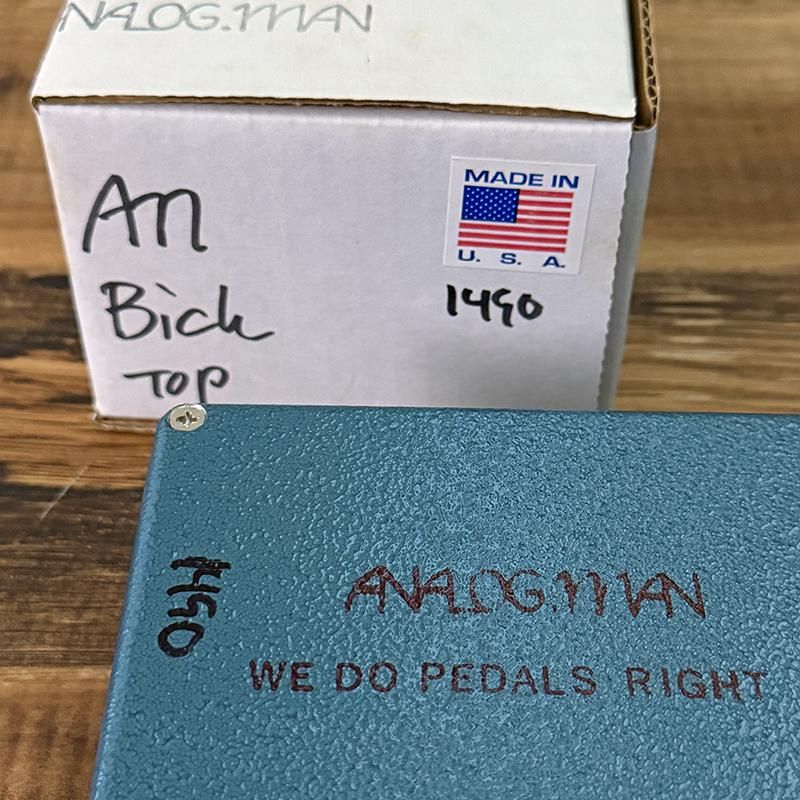 ANALOG.MAN
An
Bich
TOP
MADE IN
U. S. A.
1490
1490
ANALOG.MAN
WE DO PEDALS RIGHT